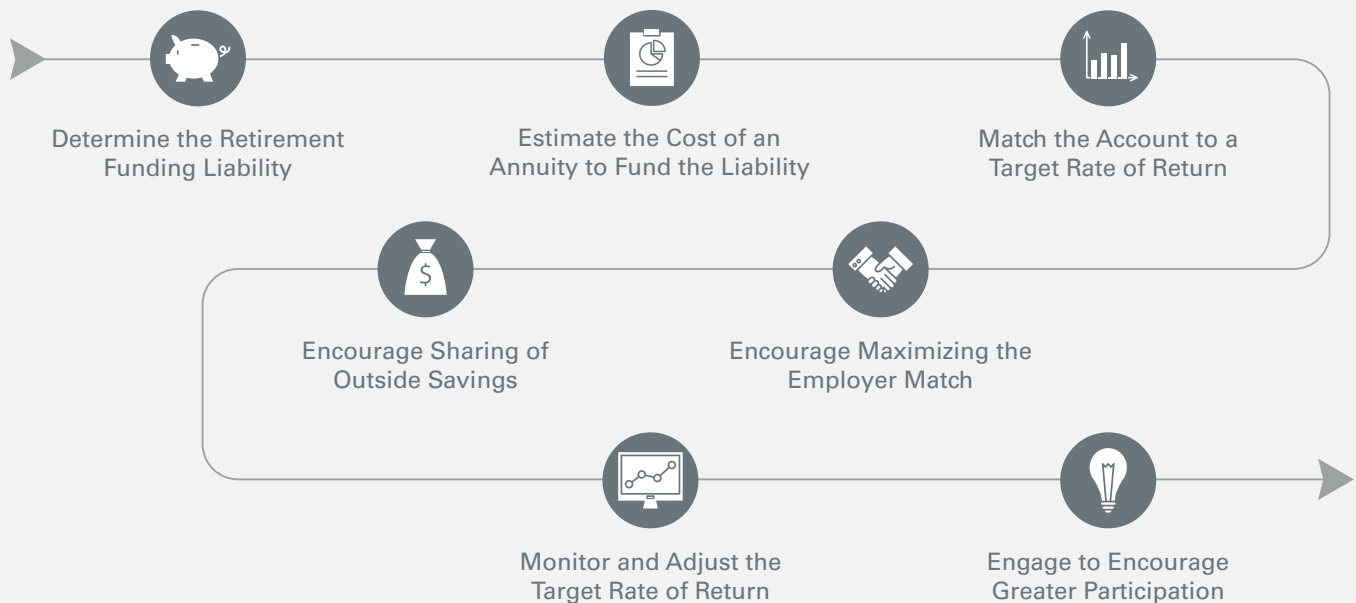 Determine the Retirement
Funding Liability
Estimate the Cost of an
Annuity to Fund the Liability
Match the Account to a
Target Rate of Return
$
Encourage Sharing of
Outside Savings
Encourage Maximizing the
Employer Match
Monitor and Adjust the
Target Rate of Return
Engage to Encourage
Greater Participation